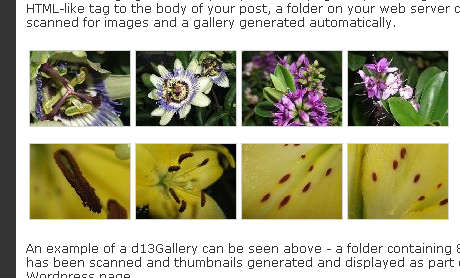 HTML-like tag to the body of your post, a folder on your web server
scanned for images and a gallery generated automatically.
An example of a d13Gallery can be seen above - a folder containing
has been scanned and thumbnails generated and displayed as part
Wordpress page